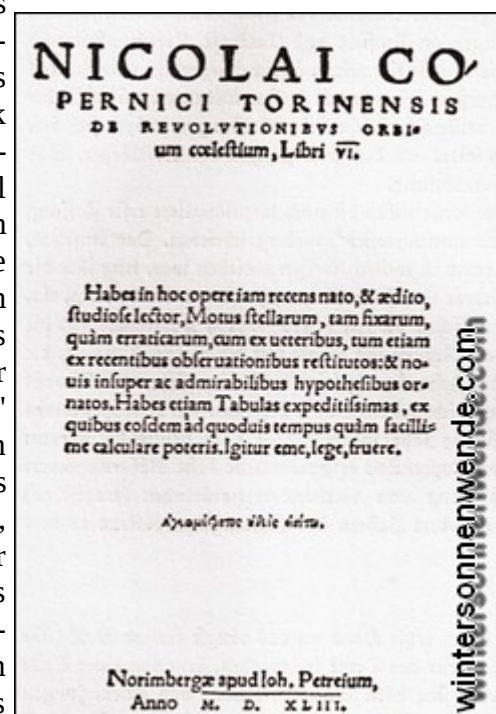 NICOLAI CO-
PERNICI TORINENSIS
DE REVOLVTIONIBVS ORBI-
um cœleſtium, Libri VI.
Habes in hoc opere iam recens nato, & ædito,
ſtudioſe lector, Motus ſtellarum, tam fixarum,
quàm erraticarum, cum ex ueteribus, tum etiam
ex recentibus obſeruationibus reſtitutos: & no-
uis inſuper ac admirabilibus hypotheſibus or-
natos. Habes etiam Tabulas expeditiſsimas, ex
quibus eoſdem ad quoduis tempus quàm facilli-
me calculare poteris. Igitur eme, lege, fruere.
Norimbergæ apud Ioh. Petreium,
Anno M. D. XLIII.
wintersonnenwende.com